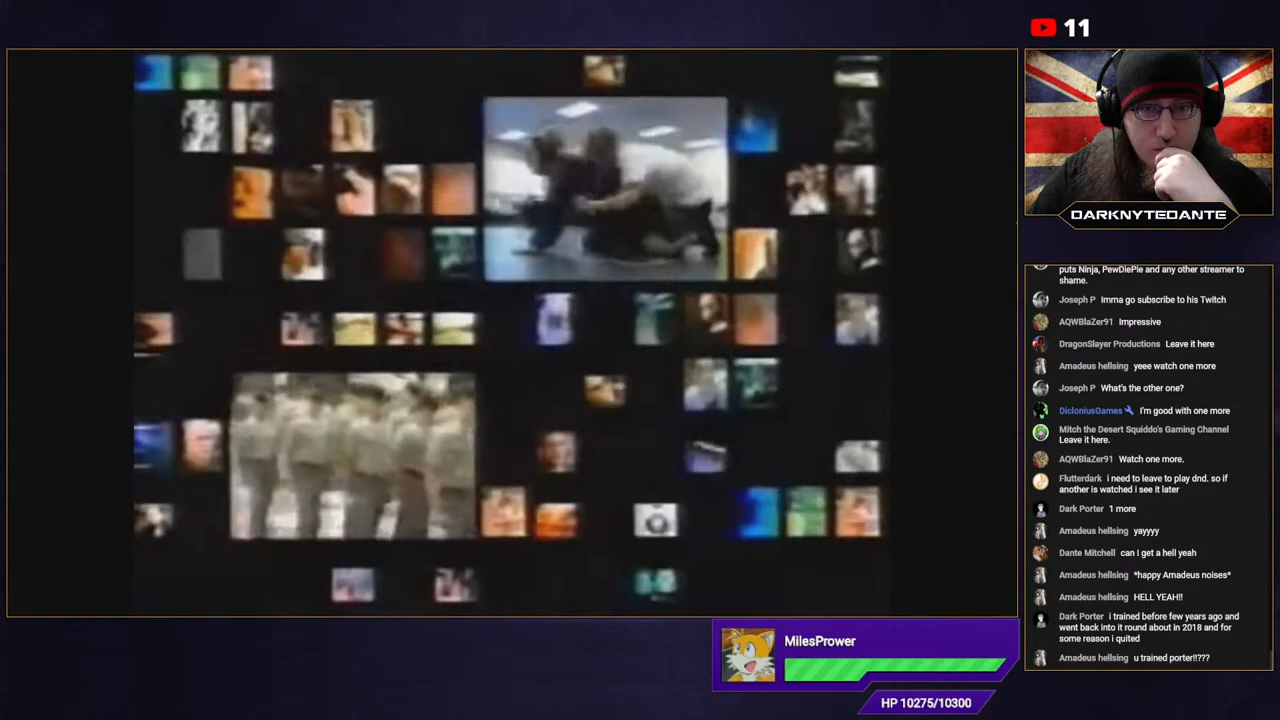 11
DARKNYTEDANTE
puts Ninja, PewDiePie and any other streamer to
shame.
Joseph P Imma go subscribe to his Twitch
AQWBlaZer91 Impressive
DragonSlayer Productions Leave it here
Amadeus hellsing yeee watch one more
Joseph P What's the other one?
DicloniusGames I'm good with one more
Mitch the Desert Squiddo's Gaming Channel
Leave it here.
AQWBlaZer91 Watch one more.
Flutterdark i need to leave to play dnd. so if
another is watched i see it later
Dark Porter 1 more
Amadeus hellsing yayyyy
Dante Mitchell can I get a hell yeah
Amadeus hellsing *happy Amadeus noises*
Amadeus hellsing HELL YEAH!!
Dark Porter i trained before few years ago and
went back into it round about in 2018 and for
some reason i quited
Amadeus hellsing u trained porter!!???
MilesPrower
HP 10275/10300